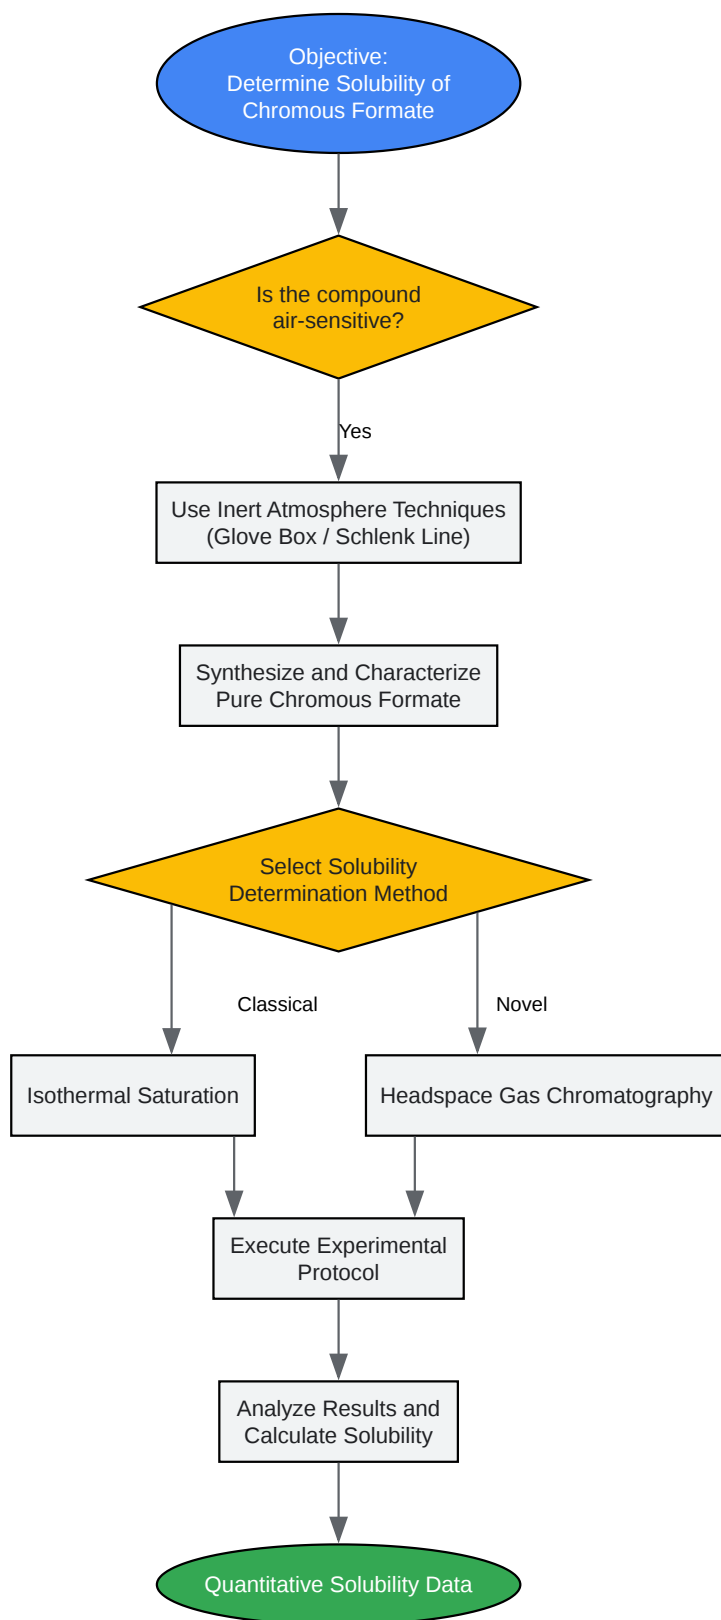 Objective:
Determine Solubility of
Chromous Formate
Is the compound
air-sensitive?
Yes
Use Inert Atmosphere Techniques
(Glove Box / Schlenk Line)
Synthesize and Characterize
Pure Chromous Formate
Select Solubility
Determination Method
Classical
Novel
Isothermal Saturation
Headspace Gas Chromatography
Execute Experimental
Protocol
Analyze Results and
Calculate Solubility
Quantitative Solubility Data